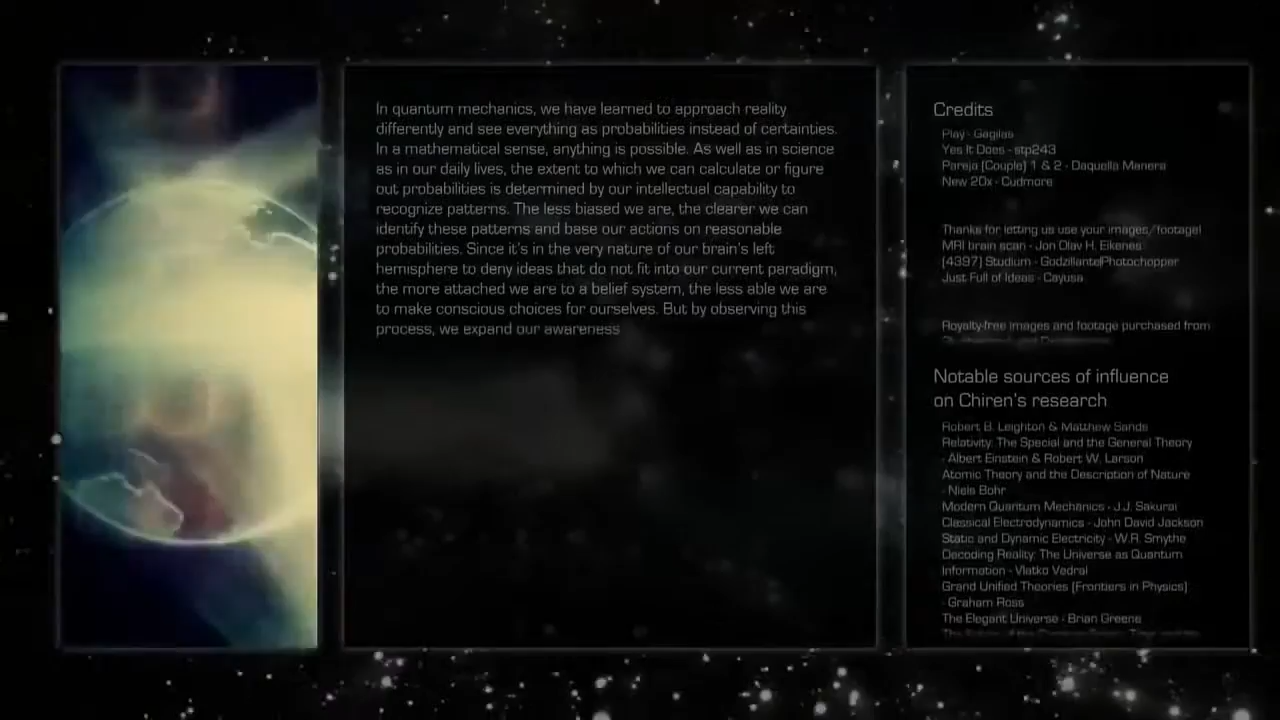 In quantum mechanics, we have learned to approach reality
differently and see everything as probabilities instead of certainties.
In a mathematical sense, anything is possible. As well as in science
as in our daily lives, the extent to which we can calculate or figure
out probabilities is determined by our intellectual capability to
recognize patterns. The less biased we are, the clearer we can
identify these patterns and base our actions on reasonable
probabilities. Since it's in the very nature of our brain's left
hemisphere to deny ideas that do not fit into our current paradigm,
the more attached we are to a belief system, the less able we are
to make conscious choices for ourselves. But by observing this
process, we expand our awareness
Credits
Play - Gagilas
Yes It Does - stp243
Pareja (Couple) 1 & 2 - Daquella Manera
New 20x - Cudmore
Thanks for letting us use your images/footage!
MRI brain scan - Jon Olav H. Eikenes
(4397) Studium - Godzillante|Photochopper
Just Full of Ideas - Cayusa
Royalty-free images and footage purchased from
Notable sources of influence
on Chiren's research
Robert B. Leighton & Matthew Sands
Relativity: The Special and the General Theory
- Albert Einstein & Robert W. Larson
Atomic Theory and the Description of Nature
- Niels Bohr
Modern Quantum Mechanics - J.J. Sakurai
Classical Electrodynamics - John David Jackson
Static and Dynamic Electricity - W.R. Smythe
Decoding Reality: The Universe as Quantum
Information - Vlatko Vedral
Grand Unified Theories (Frontiers in Physics)
- Graham Ross
The Elegant Universe - Brian Greene